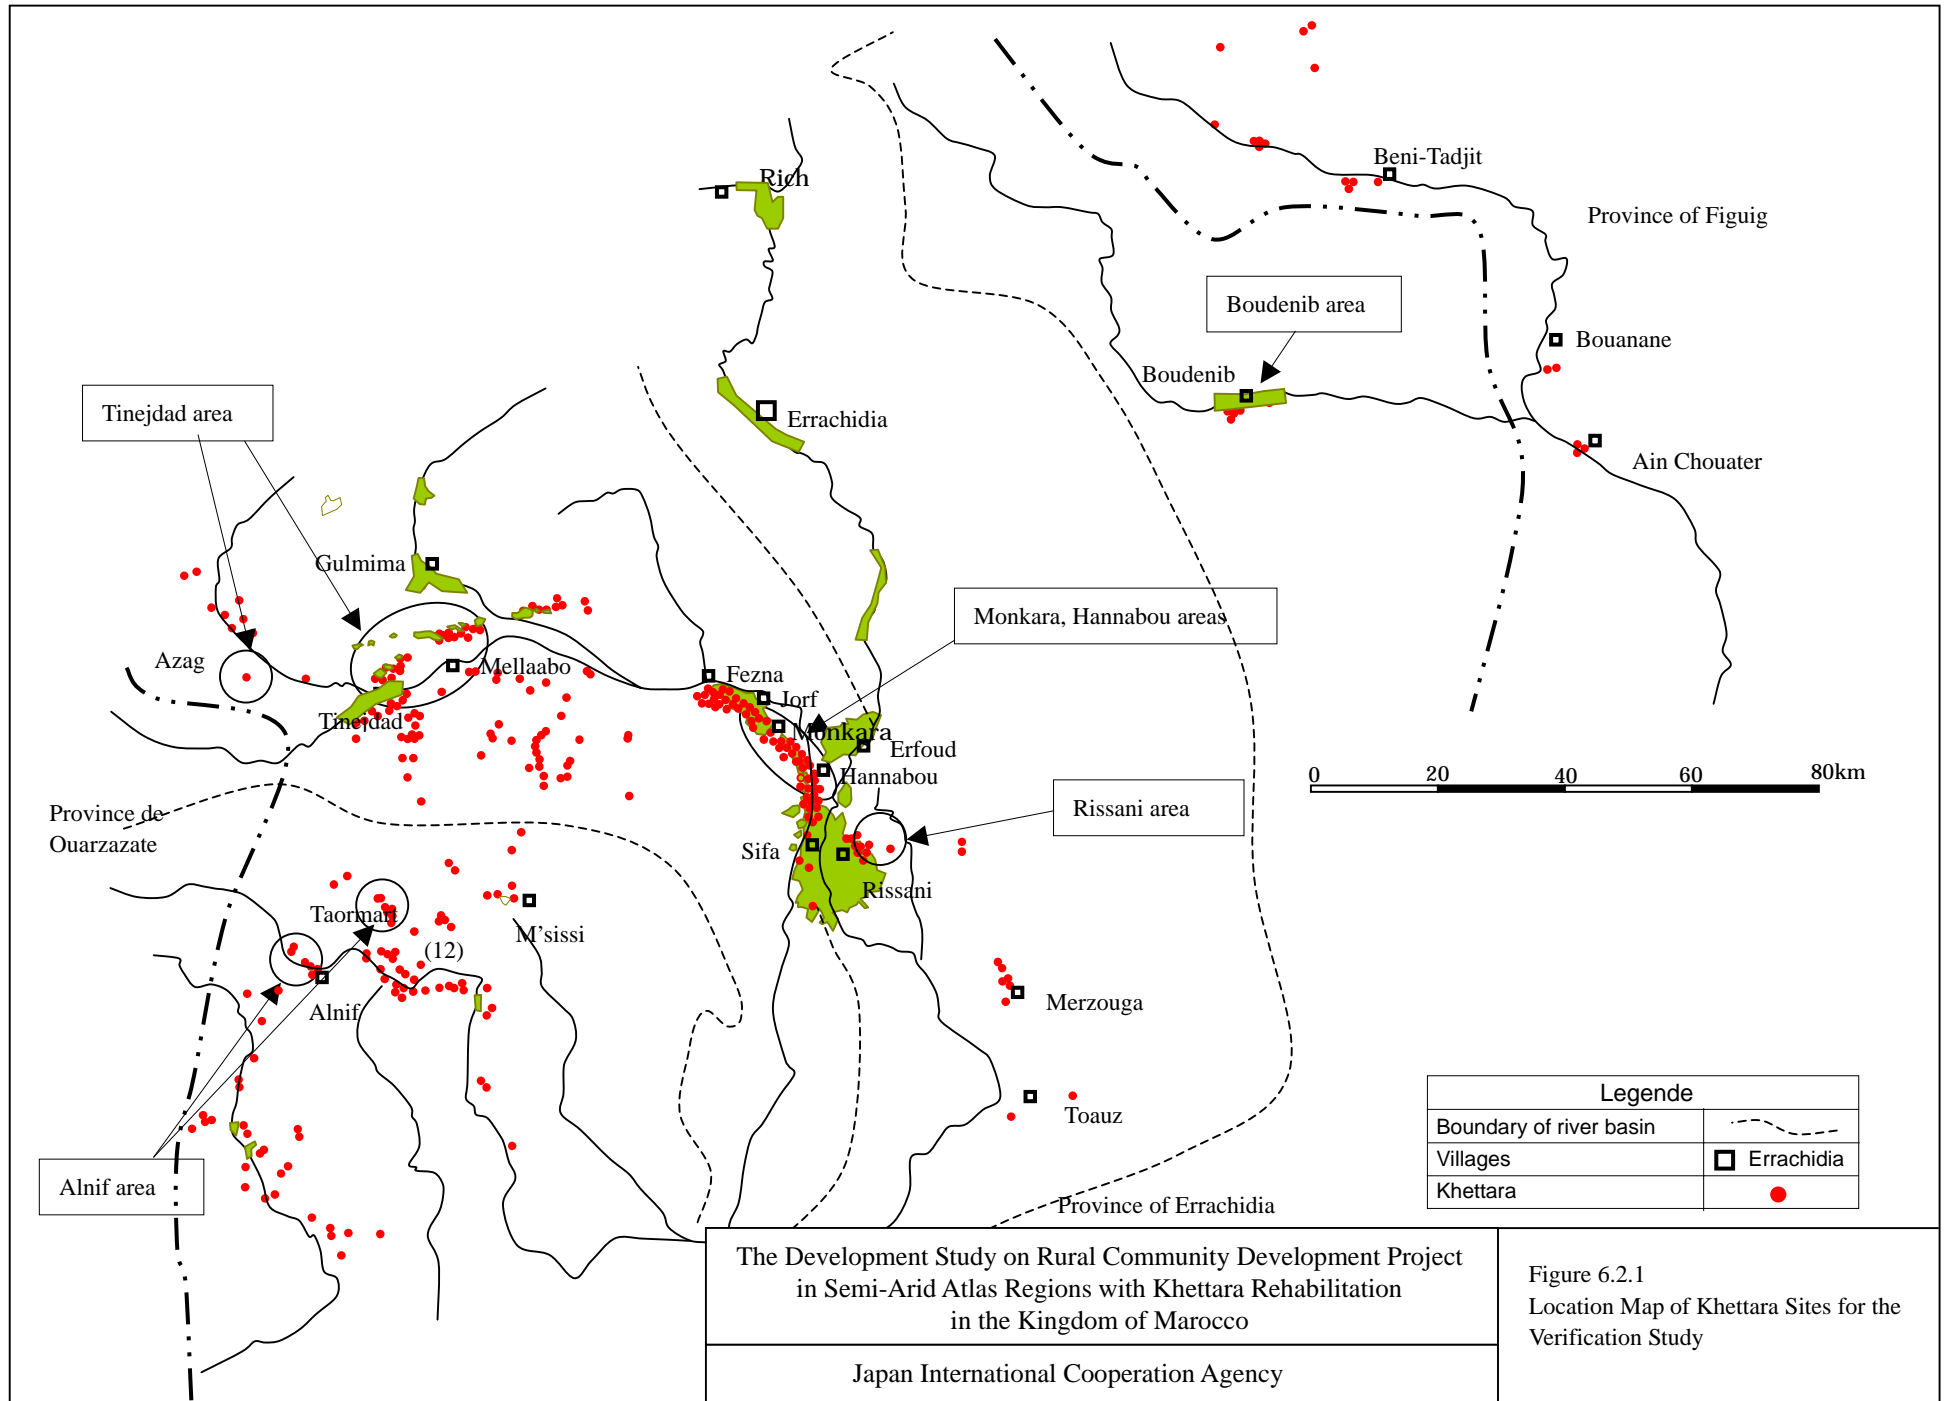 Rich
Beni-Tadjit
Province of Figuig
Boudenib area
Bouanane
Boudenib
Tinejdad area
Errachidia
Ain Chouater
Gulmima
Monkara, Hannabou areas
Azag
Mellaabo
Fezna
Jorf
Tinejdad
Monkara
Erfoud
Hannabou
0 20 40 60 80km
Province de
Ouarzazate
Rissani area
Sifa
Rissani
Taormart
M'sissi
(12)
Alnif
Merzouga
Toauz
Alnif area
Province of Errachidia
Legende
Boundary of river basin
Villages Errachidia
Khettara
The Development Study on Rural Community Development Project
in Semi-Arid Atlas Regions with Khettara Rehabilitation
in the Kingdom of Marocco
Japan International Cooperation Agency
Figure 6.2.1
Location Map of Khettara Sites for the
Verification Study